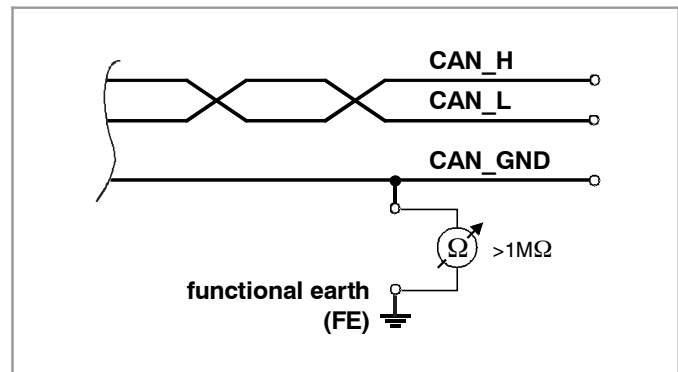 CAN_H
CAN_L
CAN_GND
Ω >1MΩ
functional earth
(FE)